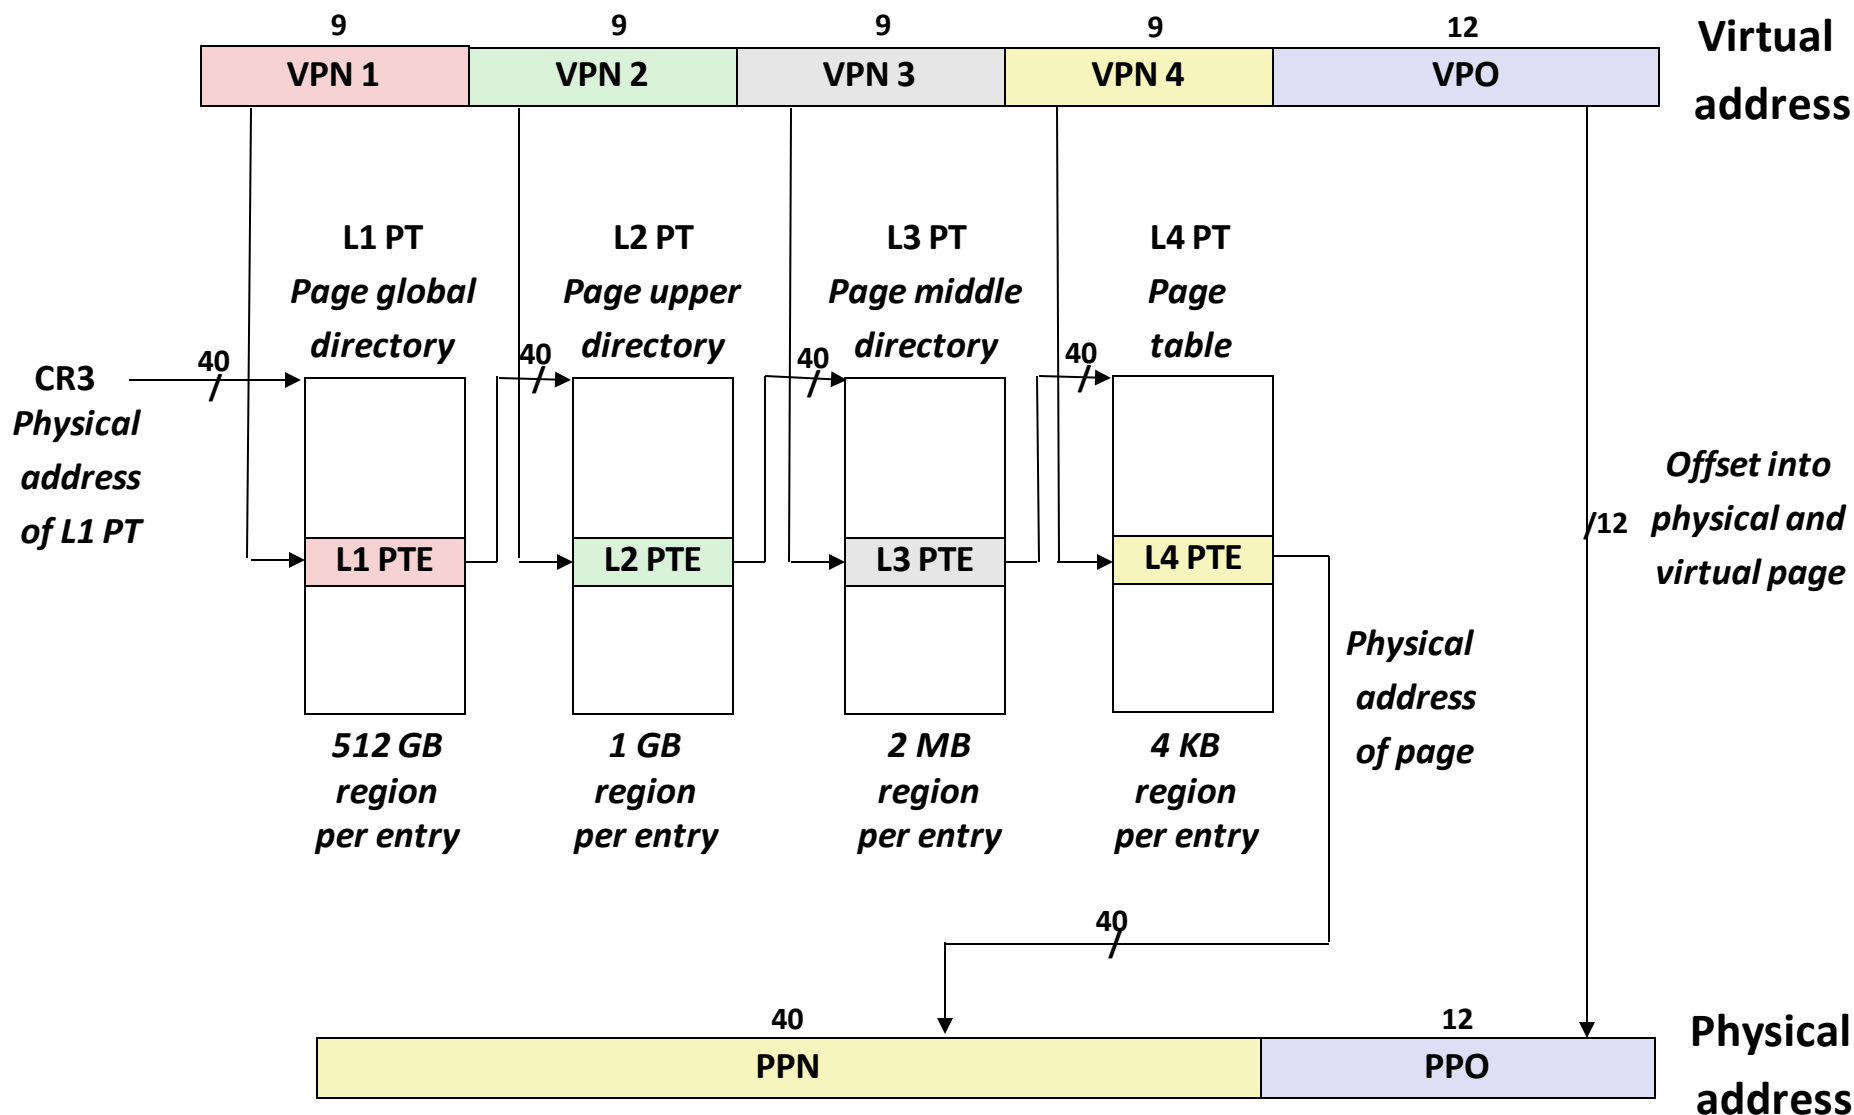 9 9 9 9 12
VPN 1 VPN 2 VPN 3 VPN 4 VPO
Virtual
address
L1 PT
Page global
directory
L2 PT
Page upper
directory
L3 PT
Page middle
directory
L4 PT
Page
table
CR3
Physical
address
of L1 PT
40
40
40
40
L1 PTE
L2 PTE
L3 PTE
L4 PTE
/12
Offset into
physical and
virtual page
512 GB
region
per entry
1 GB
region
per entry
2 MB
region
per entry
4 KB
region
per entry
Physical
address
of page
40
40 12
PPN PPO
Physical
address